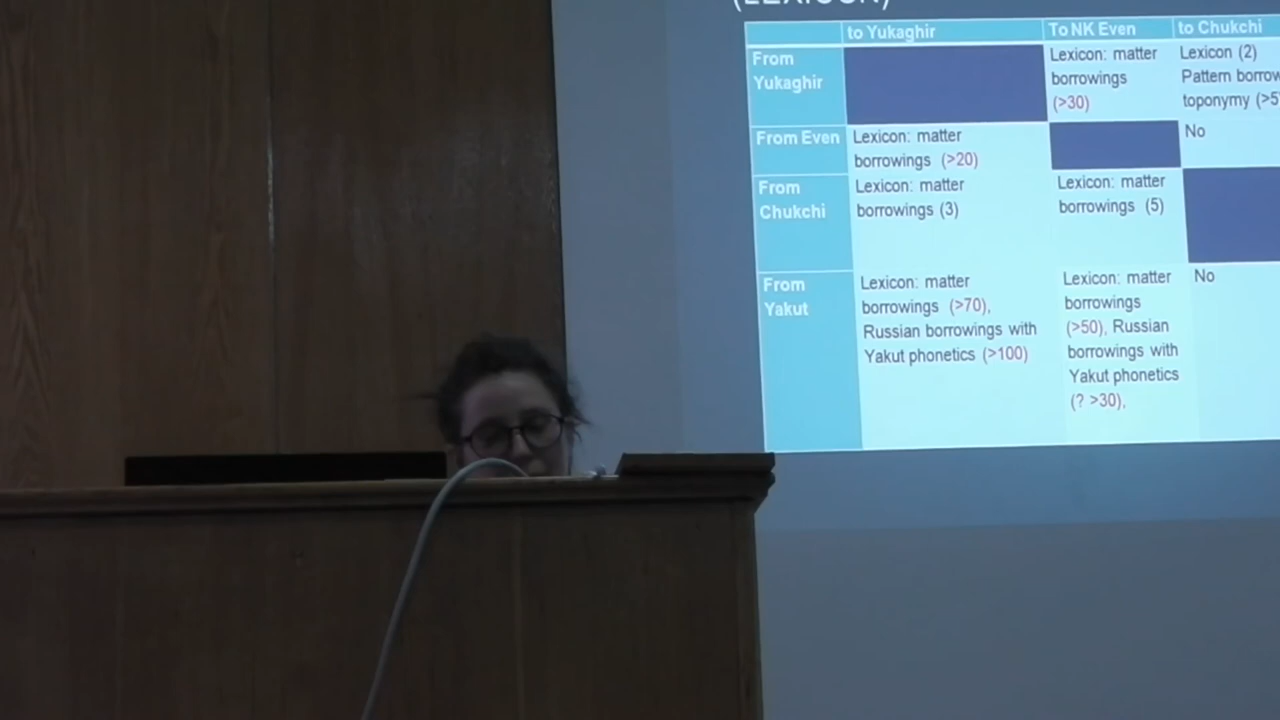 (LEXICON)
to Yukaghir
To NK Even
to Chukchi
From
Yukaghir
Lexicon: matter
borrowings
(>30)
Lexicon (2)
Pattern borrow
toponymy (>5
From Even
Lexicon: matter
borrowings (>20)
No
From
Chukchi
Lexicon: matter
borrowings (3)
Lexicon: matter
borrowings (5)
From
Yakut
Lexicon: matter
borrowings (>70),
Russian borrowings with
Yakut phonetics (>100)
Lexicon: matter
borrowings
(>50), Russian
borrowings with
Yakut phonetics
(? >30),
No